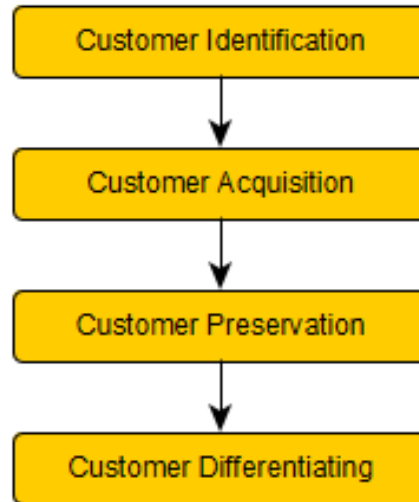 Customer Identification
Customer Acquisition
Customer Preservation
Customer Differentiating